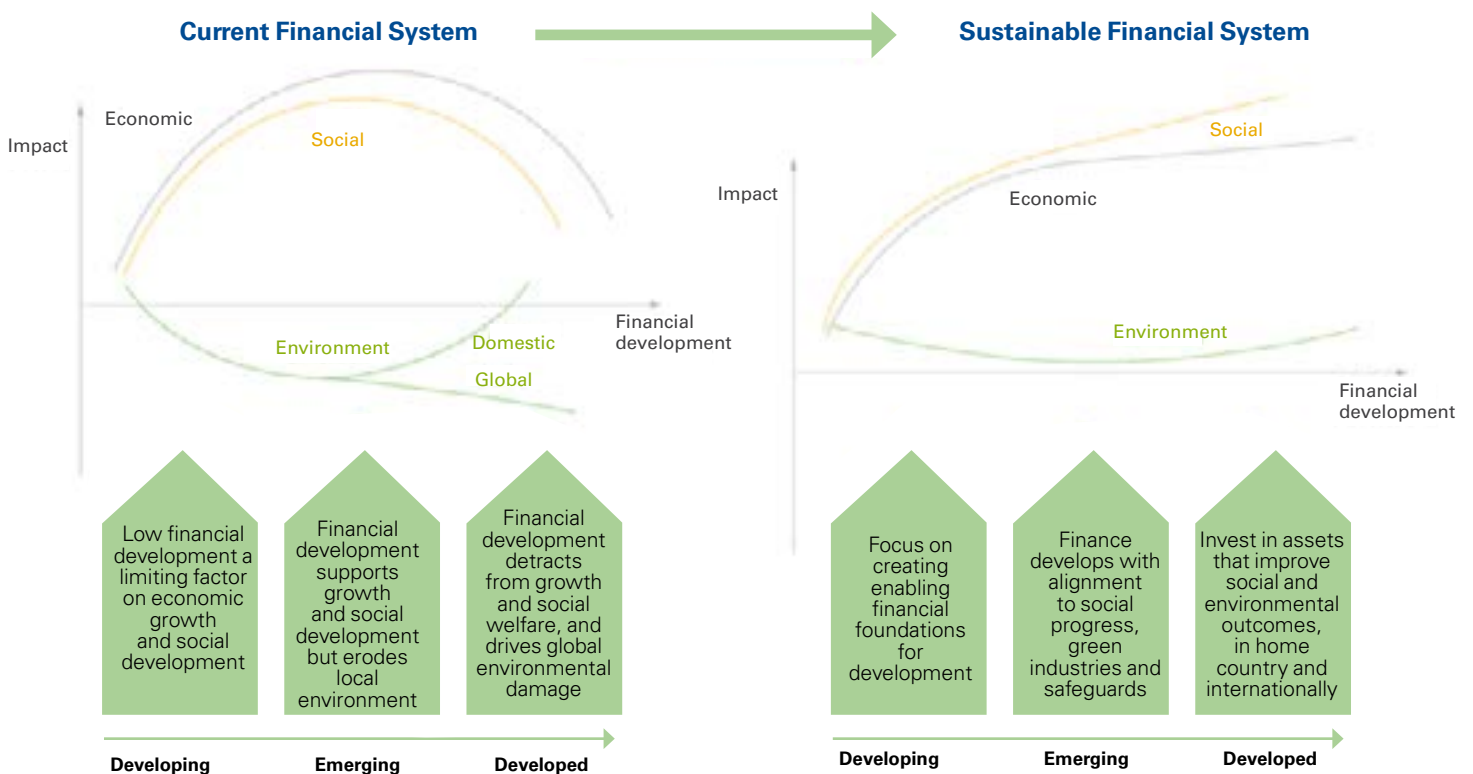 Current Financial System
Sustainable Financial System
Impact
Economic
Social
Financial
development
Environment
Domestic
Global
Impact
Social
Economic
Environment
Financial
development
Low financial
development a
limiting factor
on economic
growth
and social
development
Financial
development
supports
growth
and social
development
but erodes
local
environment
Financial
development
detracts
from growth
and social
welfare, and
drives global
environmental
damage
Focus on
creating
enabling
financial
foundations
for
development
Finance
develops with
alignment
to social
progress,
green
industries and
safeguards
Invest in assets
that improve
social and
environmental
outcomes,
in home
country and
internationally
Developing
Emerging
Developed
Developing
Emerging
Developed